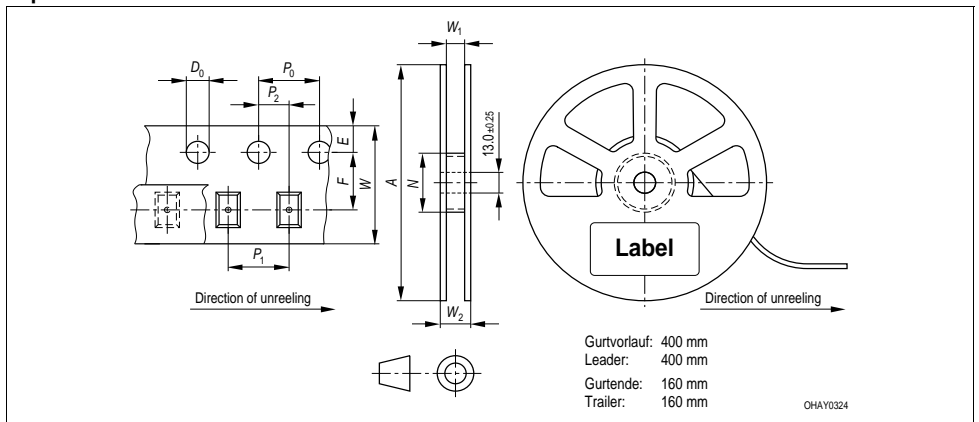 W1
D0
P0
P2
E
F
W
A
N
13.0±0.25
P1
Label
Direction of unreeling
W2
Direction of unreeling
Gurtvorlauf: 400 mm
Leader: 400 mm
Gurtende: 160 mm
Trailer: 160 mm
OHAY0324